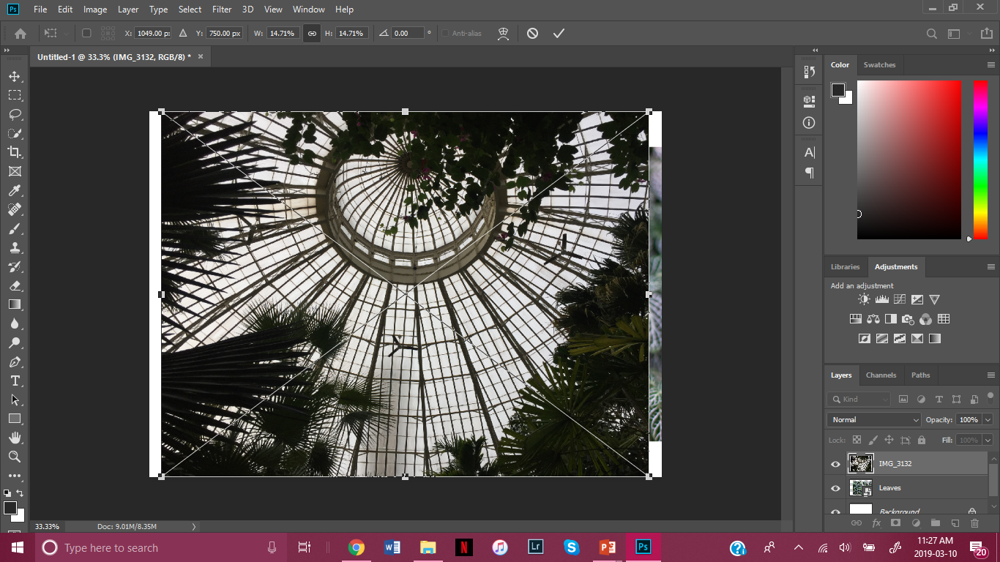 Ps File Edit Image Layer Type Select Filter 3D View Window Help
X: 1049.00 px Y: 750.00 px W: 14.71% H: 14.71% 0.00 ° Anti-alias
Untitled-1 @ 33.3% (IMG_3132, RGB/8) * ×
Color Swatches
Libraries Adjustments
Add an adjustment
Layers Channels Paths
Kind
Normal Opacity: 100%
Lock: Fill: 100%
IMG_3132
Leaves
Background
33.33% Doc: 9.01M/8.35M
Type here to search
W N Lr S P Ps
11:27 AM
2019-03-10
20